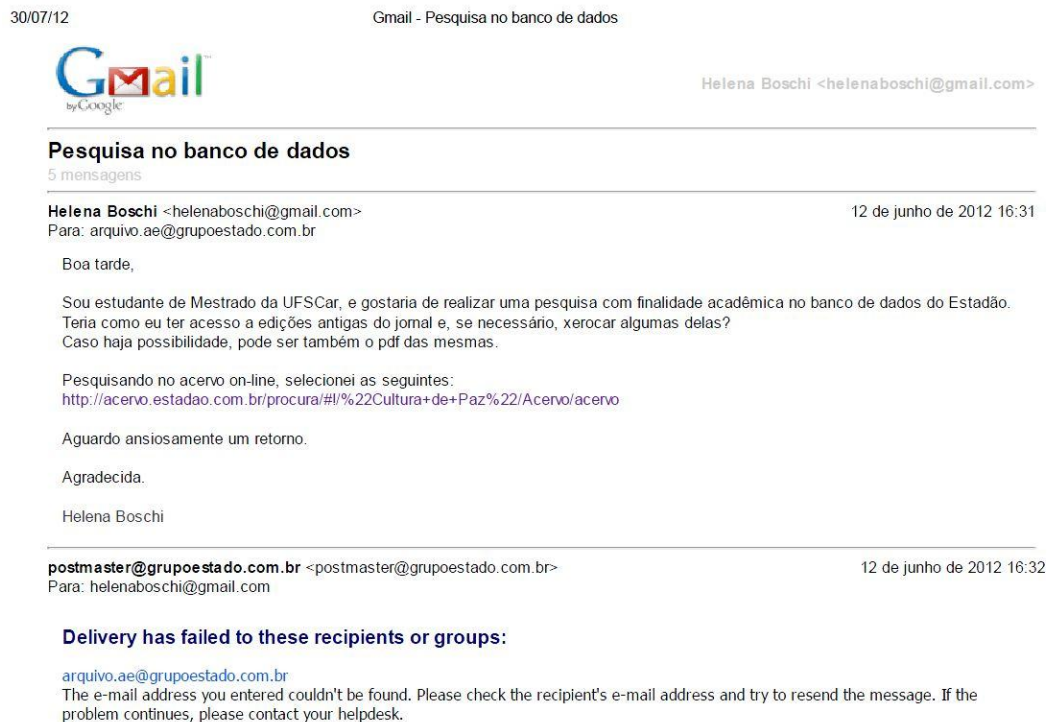 30/07/12 Gmail - Pesquisa no banco de dados
Gmail
by Google
Helena Boschi <helenaboschi@gmail.com>
Pesquisa no banco de dados
5 mensagens
Helena Boschi <helenaboschi@gmail.com> 12 de junho de 2012 16:31
Para: arquivo.ae@grupoestado.com.br
Boa tarde,
Sou estudante de Mestrado da UFSCar, e gostaria de realizar uma pesquisa com finalidade acadêmica no banco de dados do Estadão.
Teria como eu ter acesso a edições antigas do jornal e, se necessário, xerocar algumas delas?
Caso haja possibilidade, pode ser também o pdf das mesmas.
Pesquisando no acervo on-line, selecionei as seguintes:
http://acervo.estadao.com.br/procura/#!/%22Cultura+de+Paz%22/Acervo/acervo
Aguardo ansiosamente um retorno.
Agradecida.
Helena Boschi
postmaster@grupoestado.com.br <postmaster@grupoestado.com.br> 12 de junho de 2012 16:32
Para: helenaboschi@gmail.com
Delivery has failed to these recipients or groups:
arquivo.ae@grupoestado.com.br
The e-mail address you entered couldn't be found. Please check the recipient's e-mail address and try to resend the message. If the
problem continues, please contact your helpdesk.